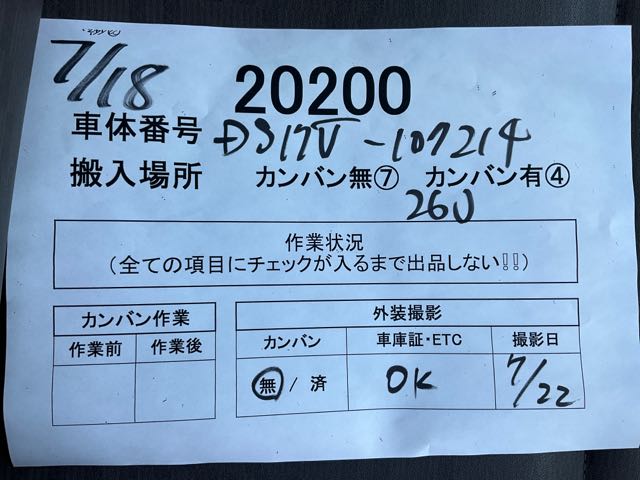 7/18
20200
車体番号 DS17V-107214
搬入場所 カンバン無⑦ カンバン有④
26U
作業状況
(全ての項目にチェックが入るまで出品しない!!)
カンバン作業
作業前 作業後
外装撮影
カンバン 車庫証・ETC 撮影日
無 / 済 OK 7/22